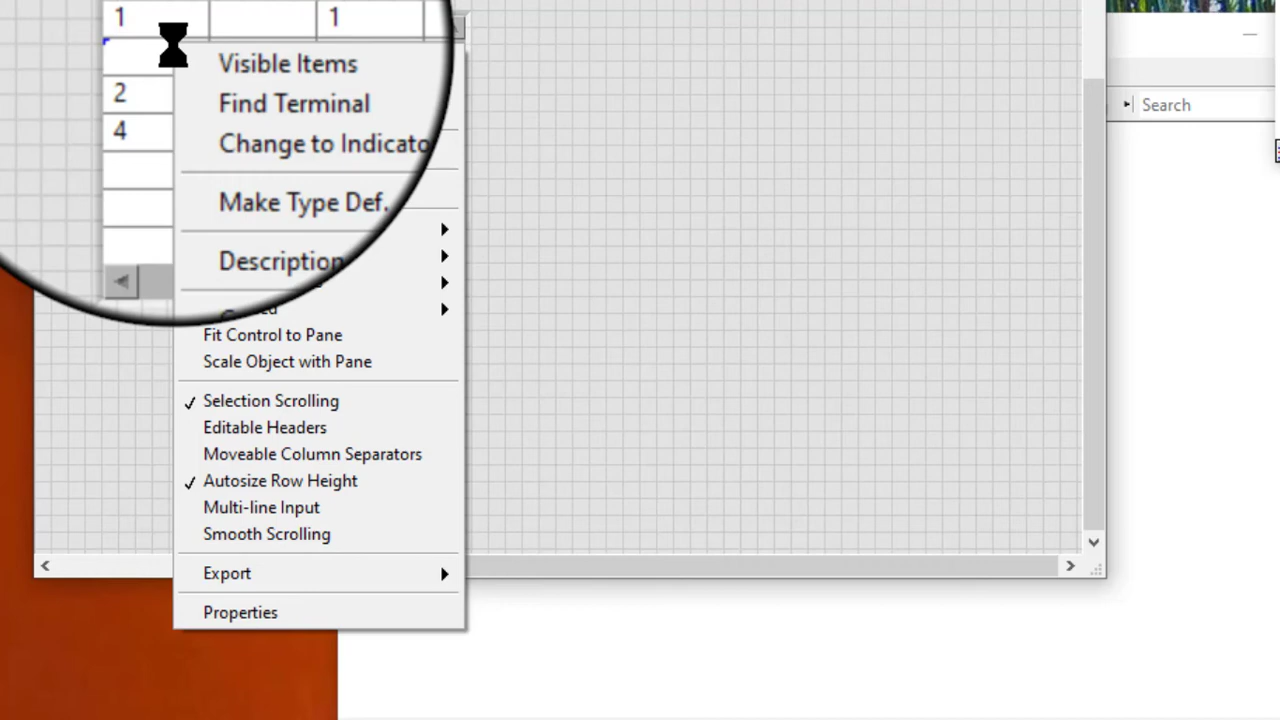 1 1
Visible Items
2
Find Terminal
Search
4
Change to Indicato
Make Type Def.
Description
Fit Control to Pane
Scale Object with Pane
Selection Scrolling
Editable Headers
Moveable Column Separators
Autosize Row Height
Multi-line Input
Smooth Scrolling
Export
Properties